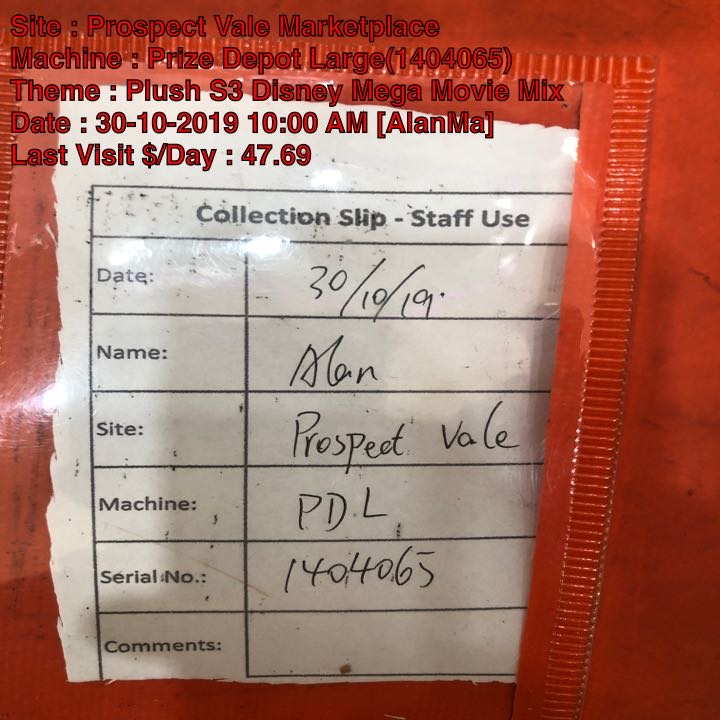 Site : Prospect Vale Marketplace
Machine : Prize Depot Large(1404065)
Theme : Plush S3 Disney Mega Movie Mix
Date : 30-10-2019 10:00 AM [AlanMa]
Last Visit $/Day : 47.69
Collection Slip - Staff Use
Date: 30/10/19.
Name: Alan
Site: Prospect Vale
Machine: PDL
Serial No.: 1404065
Comments: